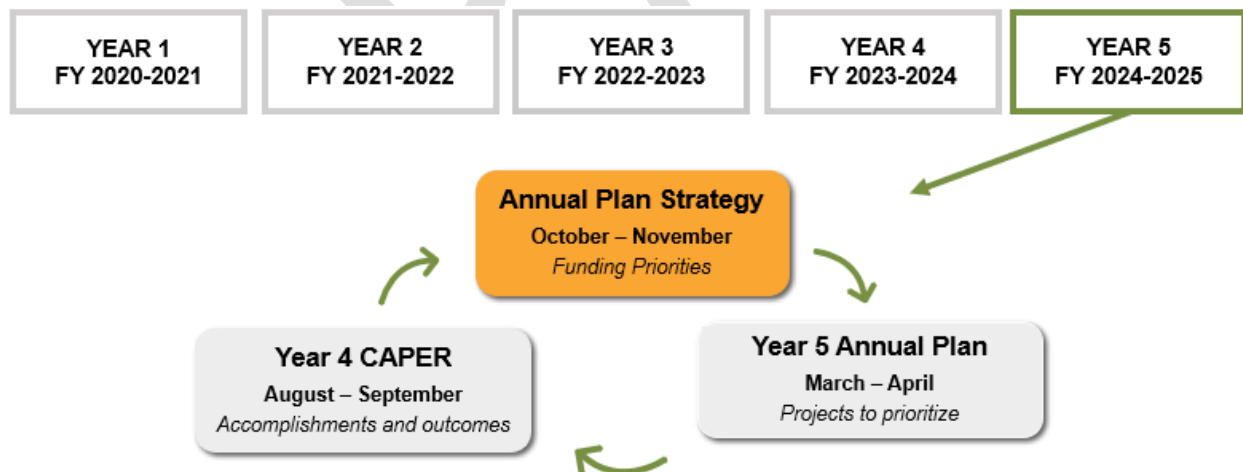 YEAR 1
FY 2020-2021
YEAR 2
FY 2021-2022
YEAR 3
FY 2022-2023
YEAR 4
FY 2023-2024
YEAR 5
FY 2024-2025
Annual Plan Strategy
October – November
Funding Priorities
Year 4 CAPER
August – September
Accomplishments and outcomes
Year 5 Annual Plan
March – April
Projects to prioritize